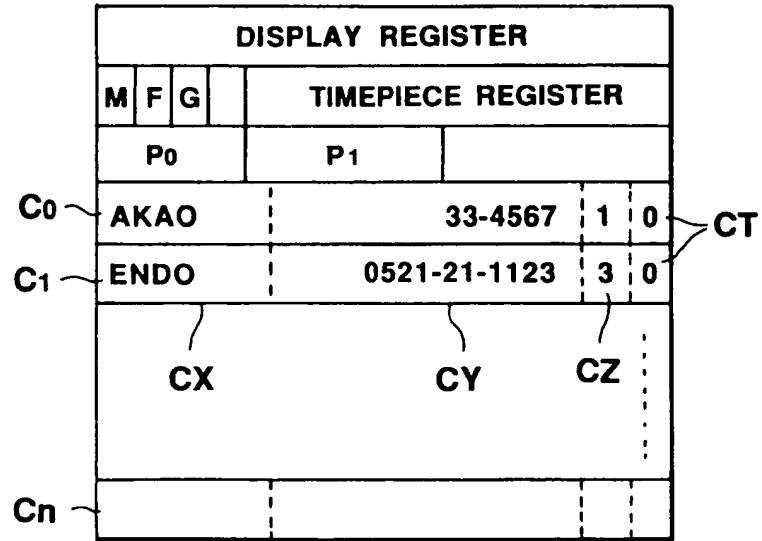 DISPLAY REGISTER
M F G TIMEPIECE REGISTER
P0 P1
C0 AKAO 33-4567 1 0 CT
C1 ENDO 0521-21-1123 3 0
CX CY CZ
Cn